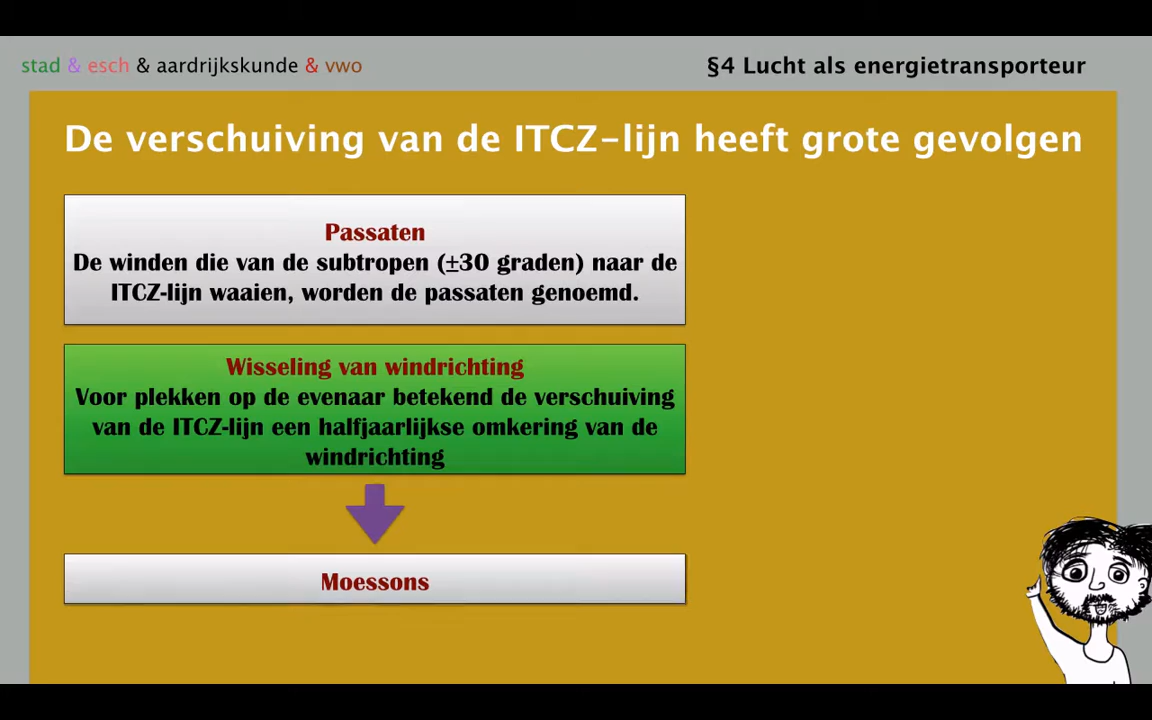 stad & esch & aardrijkskunde & vwo
§4 Lucht als energietransporteur
De verschuiving van de ITCZ-lijn heeft grote gevolgen
Passaten
De winden die van de subtropen (±30 graden) naar de
ITCZ-lijn waaien, worden de passaten genoemd.
Wisseling van windrichting
Voor plekken op de evenaar betekend de verschuiving
van de ITCZ-lijn een halfjaarlijkse omkering van de
windrichting
Moessons